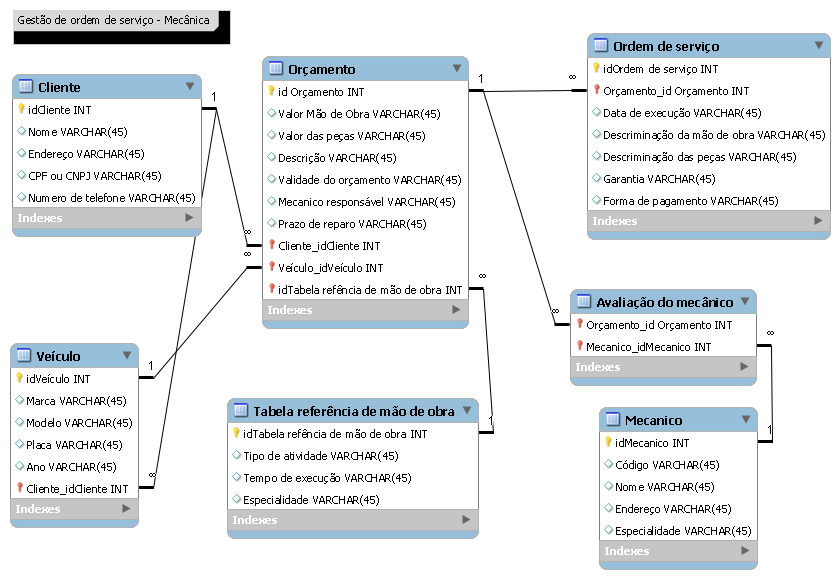 Gestão de ordem de serviço - Mecânica
Cliente
idCliente INT
Nome VARCHAR(45)
Endereço VARCHAR(45)
CPF ou CNPJ VARCHAR(45)
Numero de telefone VARCHAR(45)
Indexes
1
∞
Orçamento
id Orçamento INT
Valor Mão de Obra VARCHAR(45)
Valor das peças VARCHAR(45)
Descrição VARCHAR(45)
Validade do orçamento VARCHAR(45)
Mecanico responsável VARCHAR(45)
Prazo de reparo VARCHAR(45)
Cliente_idCliente INT
Veículo_idVeículo INT
idTabela refência de mão de obra INT
Indexes
1
∞
Ordem de serviço
idOrdem de serviço INT
Orçamento_id Orçamento INT
Data de execução VARCHAR(45)
Descriminação da mão de obra VARCHAR(45)
Descriminação das peças VARCHAR(45)
Garantia VARCHAR(45)
Forma de pagamento VARCHAR(45)
Indexes
∞
∞
∞
Avaliação do mecânico
Orçamento_id Orçamento INT
Mecanico_idMecanico INT
Indexes
∞
Veículo
idVeículo INT
Marca VARCHAR(45)
Modelo VARCHAR(45)
Placa VARCHAR(45)
Ano VARCHAR(45)
Cliente_idCliente INT
Indexes
1
∞
Tabela referência de mão de obra
idTabela refência de mão de obra INT
Tipo de atividade VARCHAR(45)
Tempo de execução VARCHAR(45)
Especialidade VARCHAR(45)
Indexes
1
Mecanico
idMecanico INT
Código VARCHAR(45)
Nome VARCHAR(45)
Endereço VARCHAR(45)
Especialidade VARCHAR(45)
Indexes
1